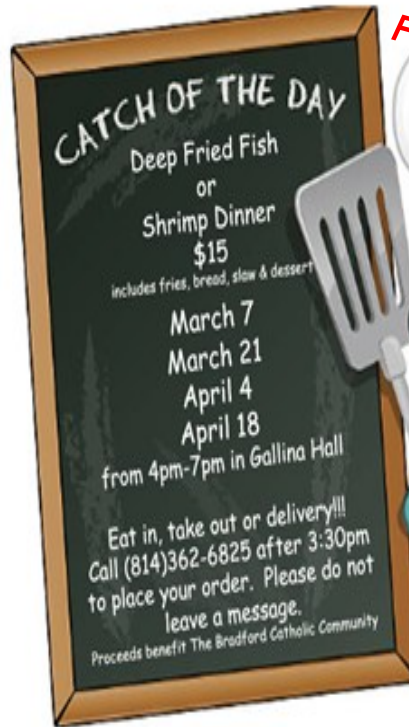 CATCH OF THE DAY
Deep Fried Fish
or
Shrimp Dinner
$15
includes fries, bread, slaw & dessert
March 7
March 21
April 4
April 18
from 4pm-7pm in Gallina Hall
Eat in, take out or delivery!!!
Call (814)362-6825 after 3:30pm
to place your order. Please do not
leave a message.
Proceeds benefit The Bradford Catholic Community